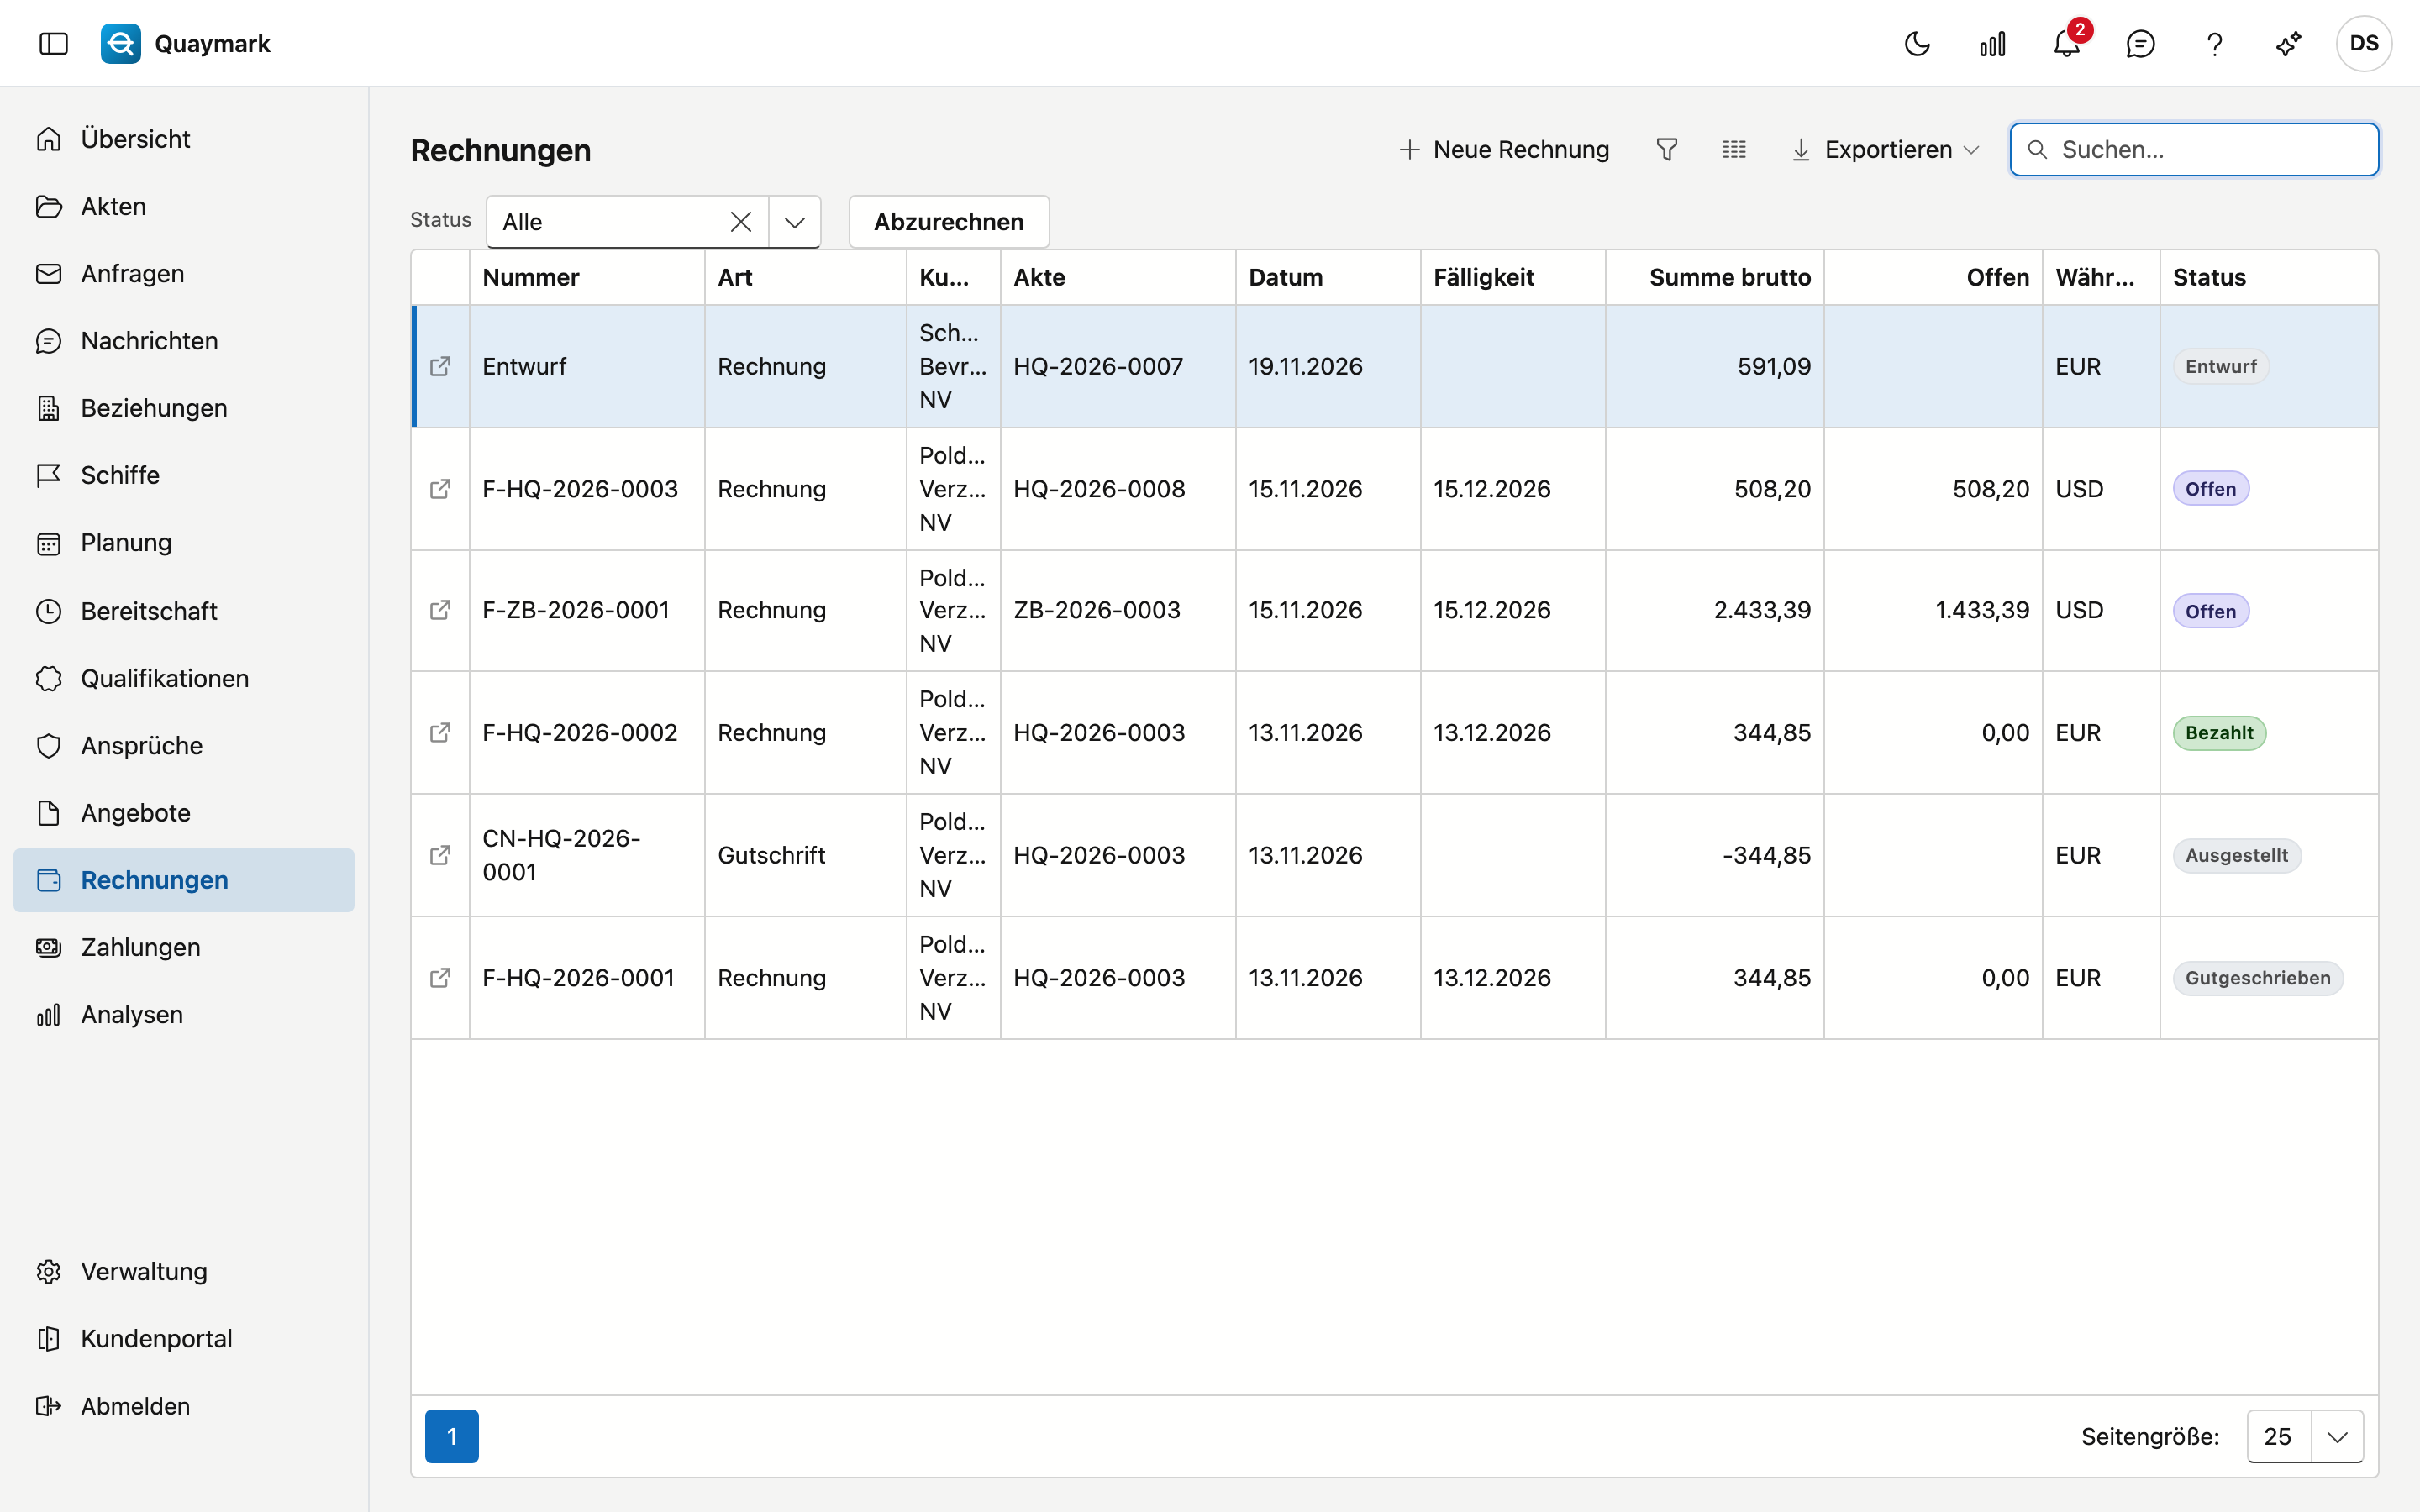 Quaymark
2
DS
Übersicht
Akten
Anfragen
Nachrichten
Beziehungen
Schiffe
Planung
Bereitschaft
Qualifikationen
Ansprüche
Angebote
Rechnungen
Zahlungen
Analysen
Verwaltung
Kundenportal
Abmelden
Rechnungen
Neue Rechnung
Exportieren
Suchen...
Status
Alle
Abzurechnen
Nummer Art Ku... Akte Datum Fälligkeit Summe brutto Offen Währ... Status
Entwurf Rechnung Sch... Bevr... NV HQ-2026-0007 19.11.2026 591,09 EUR Entwurf
F-HQ-2026-0003 Rechnung Pold... Verz... NV HQ-2026-0008 15.11.2026 15.12.2026 508,20 508,20 USD Offen
F-ZB-2026-0001 Rechnung Pold... Verz... NV ZB-2026-0003 15.11.2026 15.12.2026 2.433,39 1.433,39 USD Offen
F-HQ-2026-0002 Rechnung Pold... Verz... NV HQ-2026-0003 13.11.2026 13.12.2026 344,85 0,00 EUR Bezahlt
CN-HQ-2026-0001 Gutschrift Pold... Verz... NV HQ-2026-0003 13.11.2026 -344,85 EUR Ausgestellt
F-HQ-2026-0001 Rechnung Pold... Verz... NV HQ-2026-0003 13.11.2026 13.12.2026 344,85 0,00 EUR Gutgeschrieben
1
Seitengröße: 25